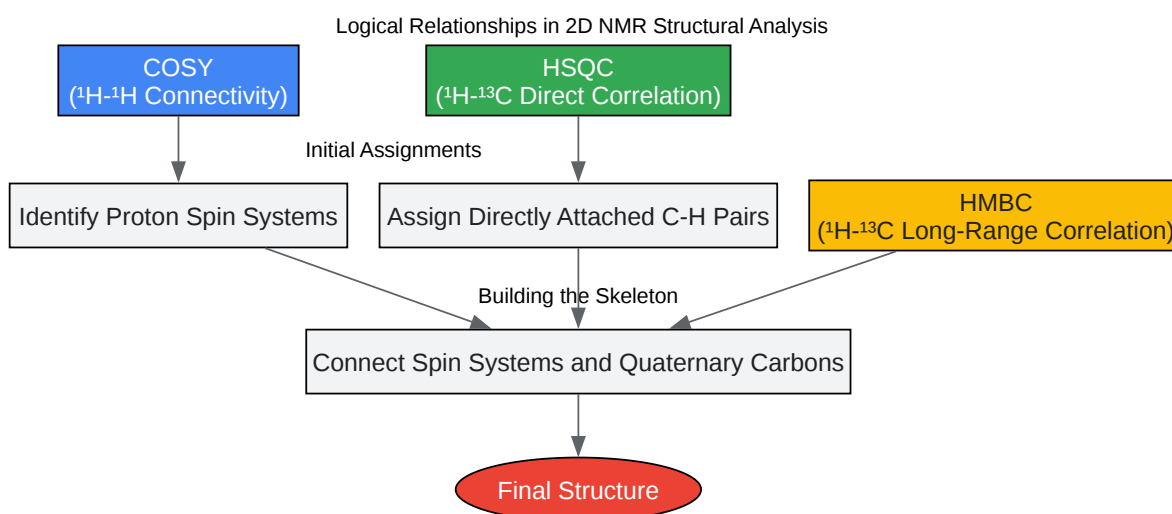 Logical Relationships in 2D NMR Structural Analysis
COSY
(¹H-¹H Connectivity)
HSQC
(¹H-¹³C Direct Correlation)
Initial Assignments
Identify Proton Spin Systems
Assign Directly Attached C-H Pairs
HMBC
(¹H-¹³C Long-Range Correlation)
Building the Skeleton
Connect Spin Systems and Quaternary Carbons
Final Structure